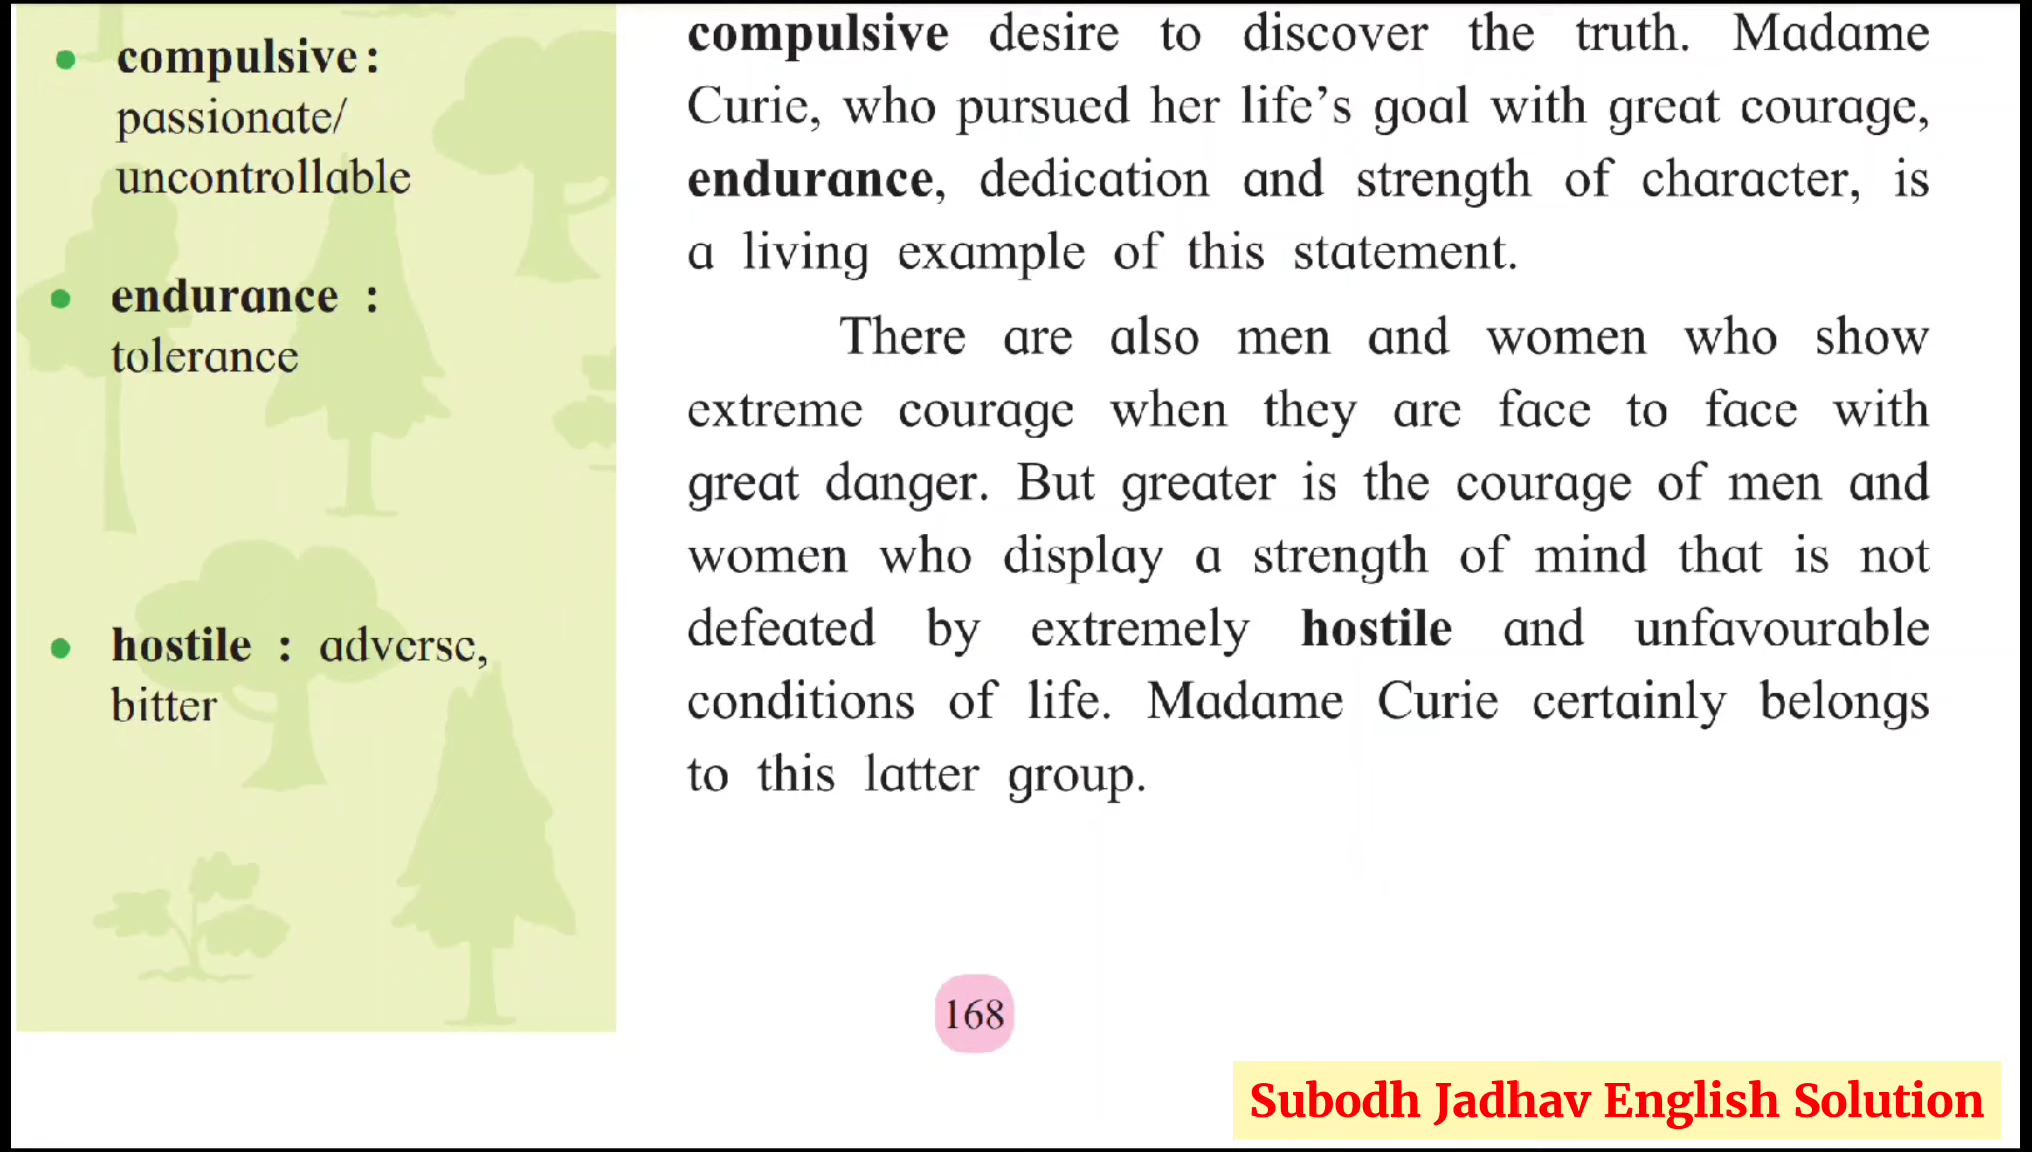 • compulsive :
passionate/
uncontrollable
• endurance :
tolerance
• hostile : adverse,
bitter
compulsive desire to discover the truth. Madame
Curie, who pursued her life’s goal with great courage,
endurance, dedication and strength of character, is
a living example of this statement.
There are also men and women who show
extreme courage when they are face to face with
great danger. But greater is the courage of men and
women who display a strength of mind that is not
defeated by extremely hostile and unfavourable
conditions of life. Madame Curie certainly belongs
to this latter group.
168
Subodh Jadhav English Solution